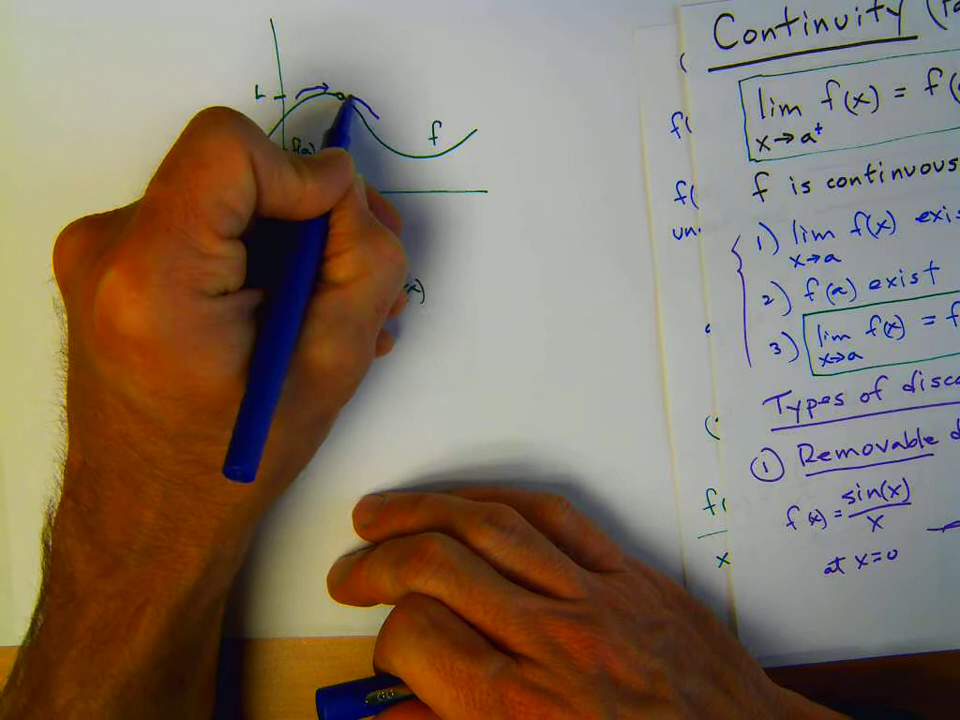 L
f(a)
f
x)
f(
f(
un
f(
x
Continuity
lim f(x) = f(
x→a⁺
f is continuous
1) lim f(x) exis
x→a
2) f(a) exist
3) lim f(x) = f
x→a
Types of disc
① Removable d
f(x) = sin(x)/x
at x=0